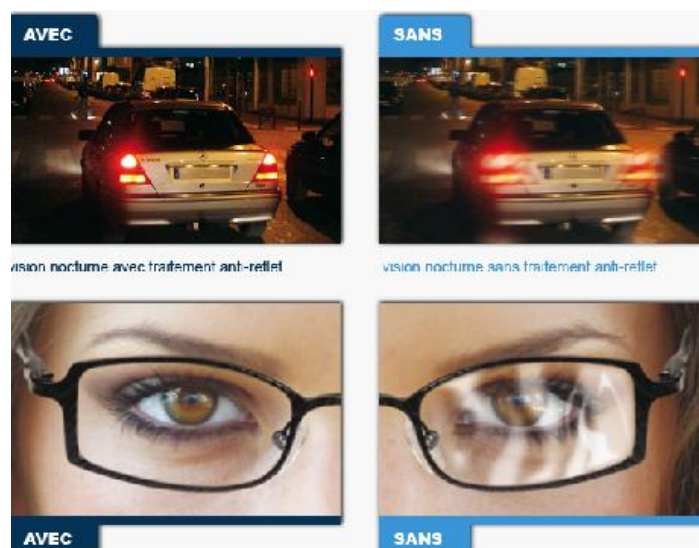 AVEC
SANS
vision nocturne avec traitement anti-reflet
vision nocturne sans traitement anti-reflet
AVEC
SANS